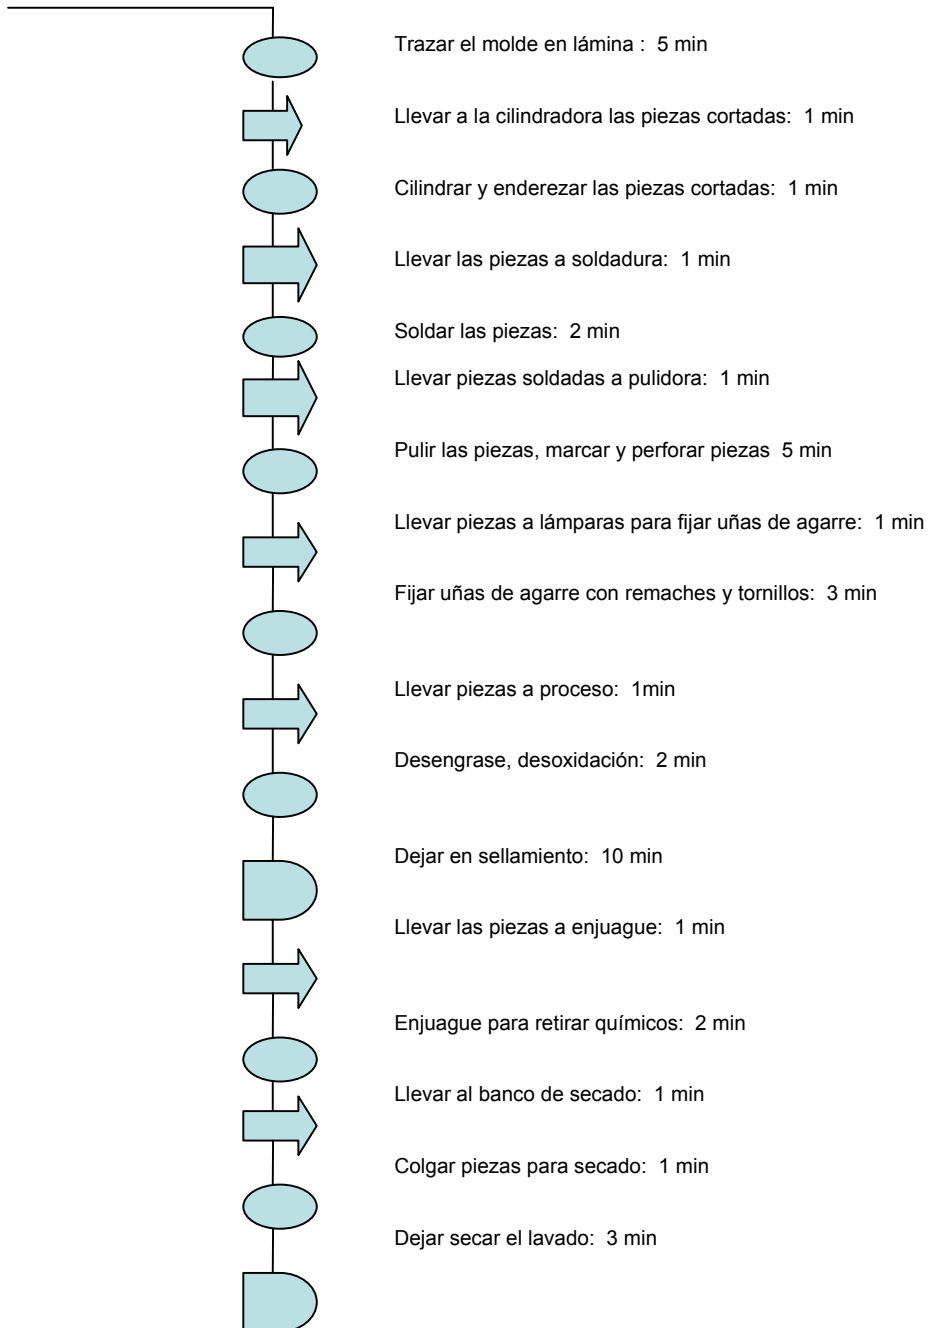 Trazar el molde en lámina :  5 min
Llevar a la cilindradora las piezas cortadas:  1 min
Cilindrar y enderezar las piezas cortadas:  1 min
Llevar las piezas a soldadura:  1 min
Soldar las piezas:  2 min
Llevar piezas soldadas a pulidora:  1 min
Pulir las piezas, marcar y perforar piezas  5 min
Llevar piezas a lámparas para fijar uñas de agarre:  1 min
Fijar uñas de agarre con remaches y tornillos:  3 min
Llevar piezas a proceso:  1min
Desengrase, desoxidación:  2 min
Dejar en sellamiento:  10 min
Llevar las piezas a enjuague:  1 min
Enjuague para retirar químicos:  2 min
Llevar al banco de secado:  1 min
Colgar piezas para secado:  1 min
Dejar secar el lavado:  3 min